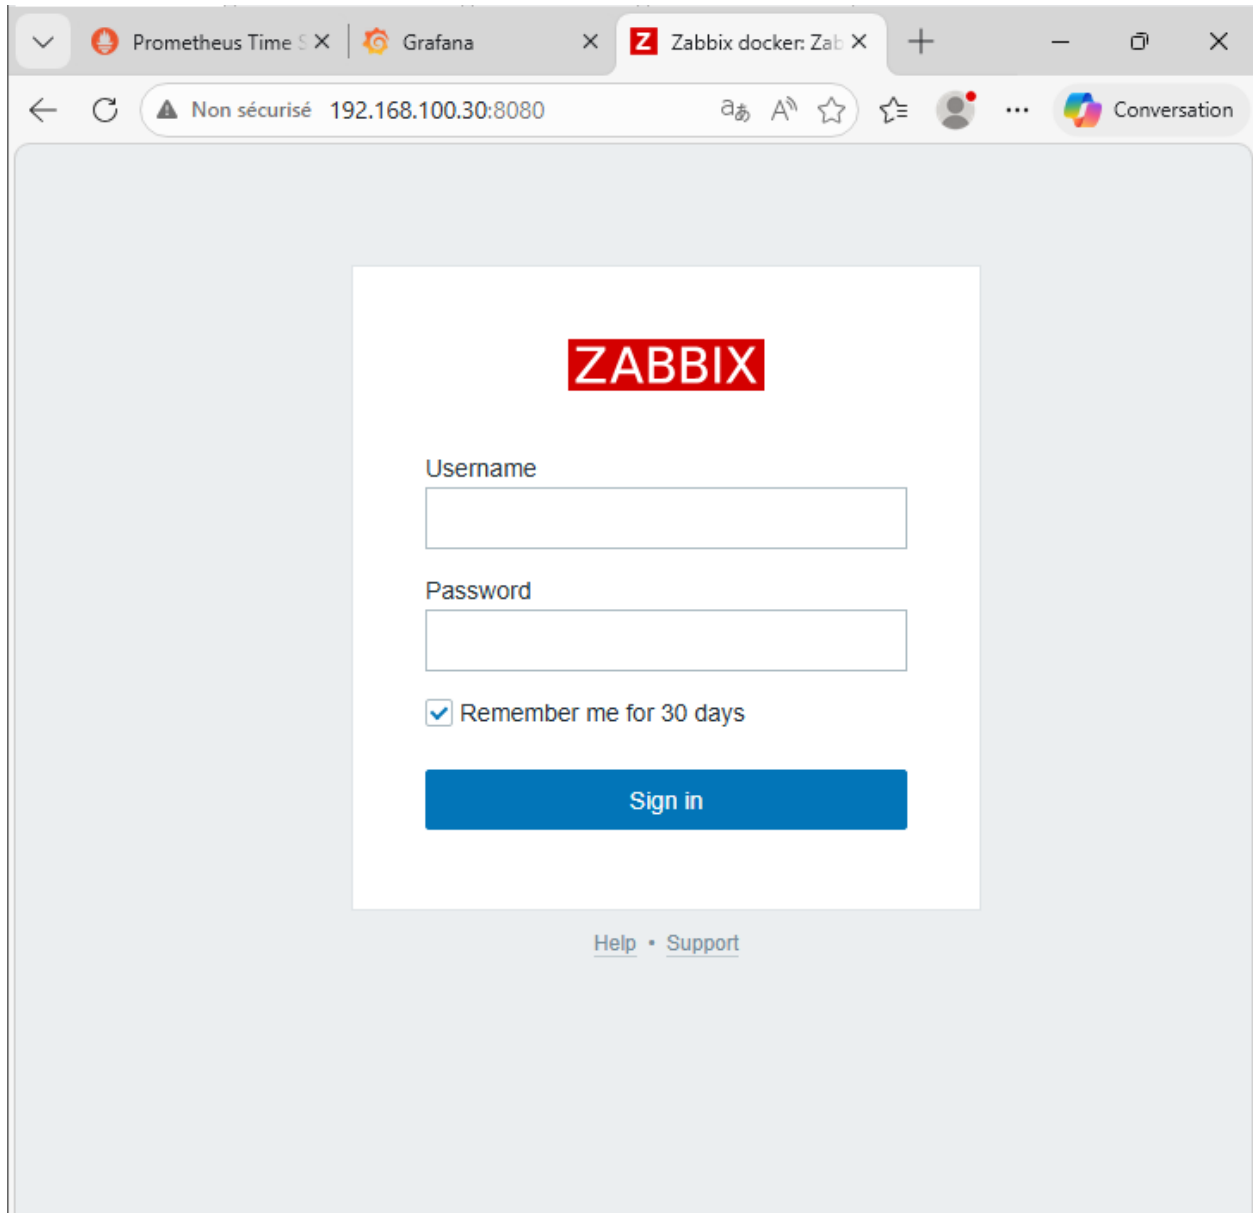 Prometheus Time S
Grafana
Z Zabbix docker: Zab
Non sécurisé 192.168.100.30:8080
Conversation
ZABBIX
Username
Password
Remember me for 30 days
Sign in
Help • Support